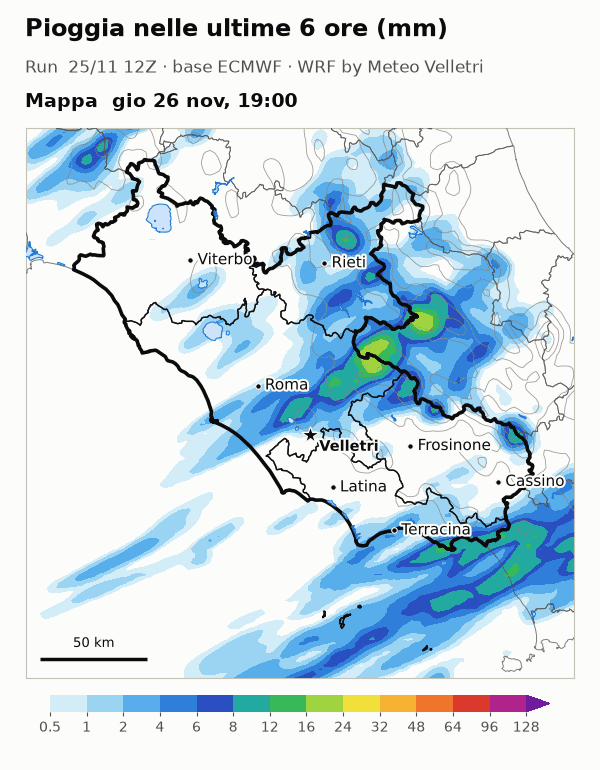 Pioggia nelle ultime 6 ore (mm)
Run  25/11 12Z · base ECMWF · WRF by Meteo Velletri
Mappa  gio 26 nov, 19:00
Viterbo
Rieti
Roma
Velletri
Frosinone
Latina
Cassino
Terracina
50 km
0.5 1 2 4 6 8 12 16 24 32 48 64 96 128